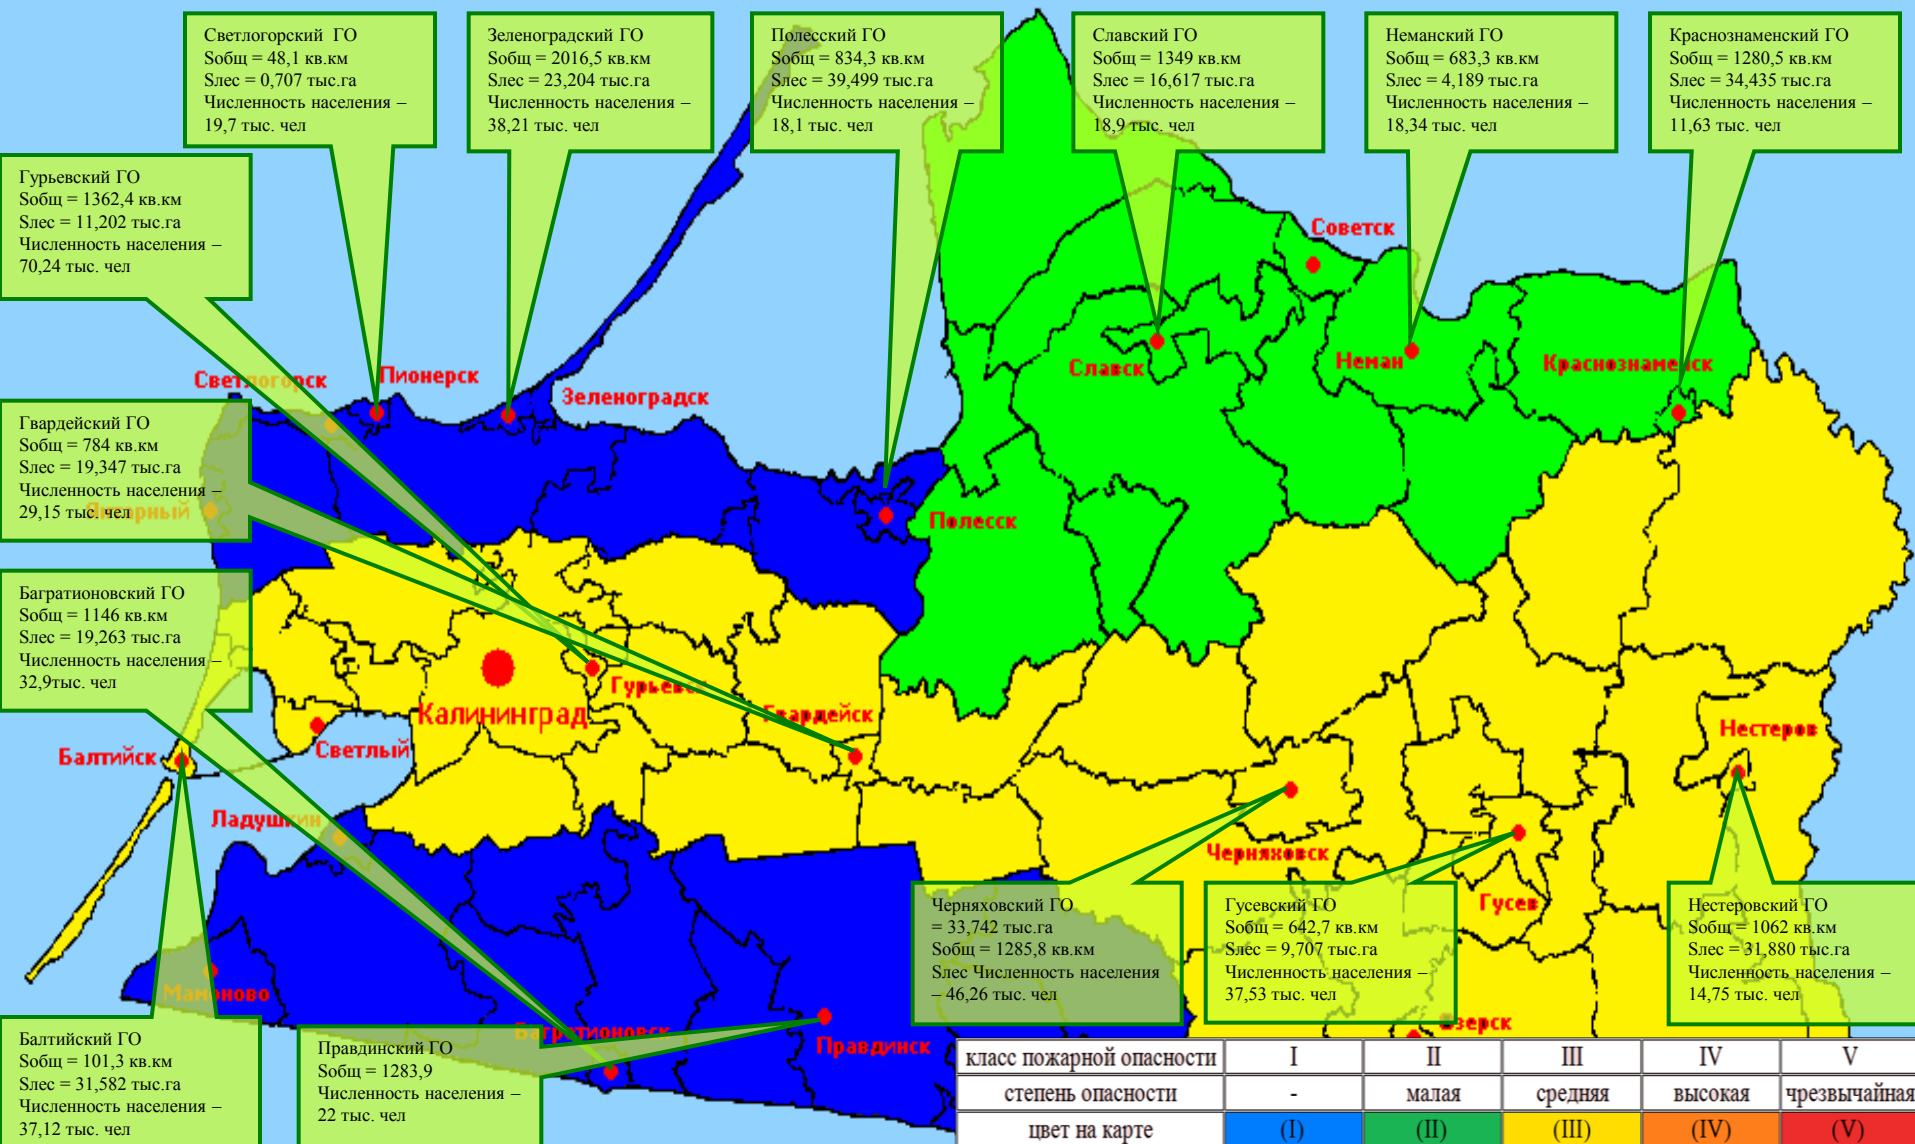 Светлогорский  ГО
Sобщ = 48,1 кв.км
Sлес = 0,707 тыс.га
Численность населения –
19,7 тыс. чел
Зеленоградский ГО
Sобщ = 2016,5 кв.км
Sлес = 23,204 тыс.га
Численность населения –
38,21 тыс. чел
Полесский ГО
Sобщ = 834,3 кв.км
Sлес = 39,499 тыс.га
Численность населения –
18,1 тыс. чел
Славский ГО
Sобщ = 1349 кв.км
Sлес = 16,617 тыс.га
Численность населения –
18,9 тыс. чел
Неманский ГО
Sобщ = 683,3 кв.км
Sлес = 4,189 тыс.га
Численность населения –
18,34 тыс. чел
Краснознаменский ГО
Sобщ = 1280,5 кв.км
Sлес = 34,435 тыс.га
Численность населения –
11,63 тыс. чел
Гурьевский ГО
Sобщ = 1362,4 кв.км
Sлес = 11,202 тыс.га
Численность населения –
70,24 тыс. чел
Советск
Светлогорск
Пионерск
Зеленоградск
Славск
Неман
Краснознаменск
Гвардейский ГО
Sобщ = 784 кв.км
Sлес = 19,347 тыс.га
Численность населения –
29,15 тыс. чел
Янтарный
Полесск
Багратионовский ГО
Sобщ = 1146 кв.км
Sлес = 19,263 тыс.га
Численность населения –
32,9тыс. чел
Гурьевск
Калининград
Гвардейск
Нестеров
Балтийск
Светлый
Ладушкин
Черняховск
Гусев
Черняховский ГО
= 33,742 тыс.га
Sобщ = 1285,8 кв.км
Sлес Численность населения
– 46,26 тыс. чел
Гусевский ГО
Sобщ = 642,7 кв.км
Sлес = 9,707 тыс.га
Численность населения –
37,53 тыс. чел
Нестеровский ГО
Sобщ = 1062 кв.км
Sлес = 31,880 тыс.га
Численность населения –
14,75 тыс. чел
Мамоново
Багратионовск
Правдинск
Озерск
Балтийский ГО
Sобщ = 101,3 кв.км
Sлес = 31,582 тыс.га
Численность населения –
37,12 тыс. чел
Правдинский ГО
Sобщ = 1283,9
Численность населения –
22 тыс. чел
класс пожарной опасности I II III IV V
степень опасности - малая средняя высокая чрезвычайная
цвет на карте (I) (II) (III) (IV) (V)